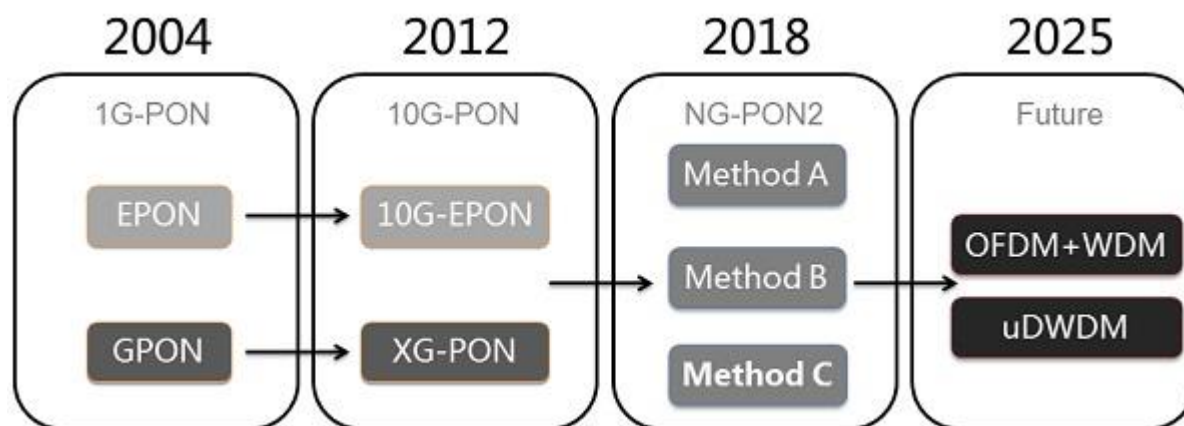 2004
2012
2018
2025
1G-PON
10G-PON
NG-PON2
Future
EPON
10G-EPON
Method A
OFDM+WDM
Method B
uDWDM
GPON
XG-PON
Method C